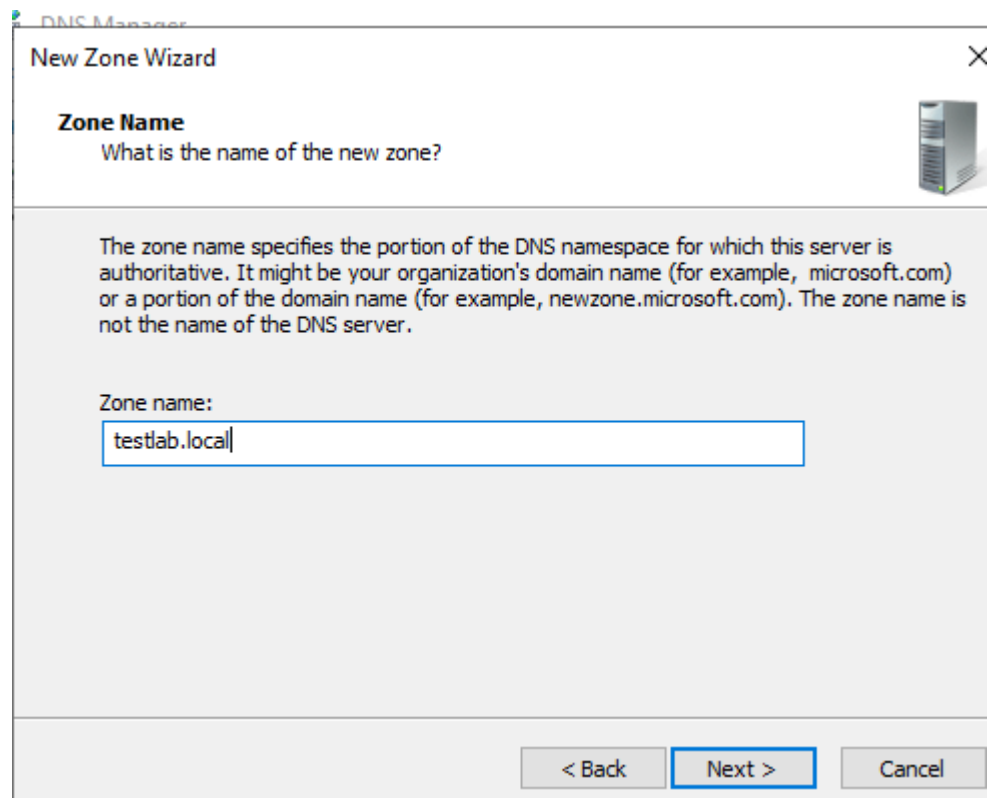 DNS Manager
New Zone Wizard
Zone Name
What is the name of the new zone?
The zone name specifies the portion of the DNS namespace for which this server is
authoritative. It might be your organization's domain name (for example, microsoft.com)
or a portion of the domain name (for example, newzone.microsoft.com). The zone name is
not the name of the DNS server.
Zone name:
testlab.local
< Back
Next >
Cancel